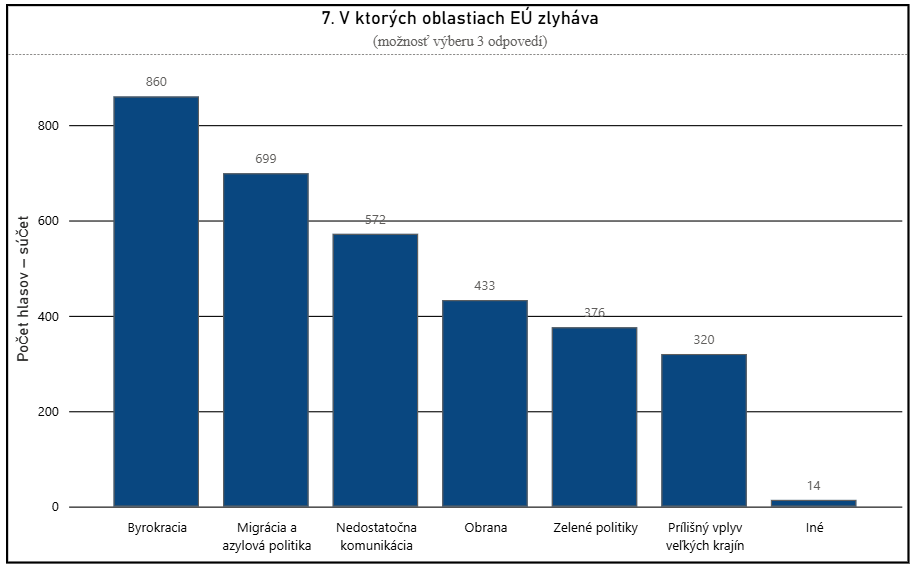 7. V ktorých oblastiach EÚ zlyháva
(možnosť výberu 3 odpovedí)
Počet hlasov – súčet
800
600
400
200
0
860
699
572
433
376
320
14
Byrokracia
Migrácia a
azylová politika
Nedostatočna
komunikácia
Obrana
Zelené politiky
Prílišný vplyv
veľkých krajín
Iné